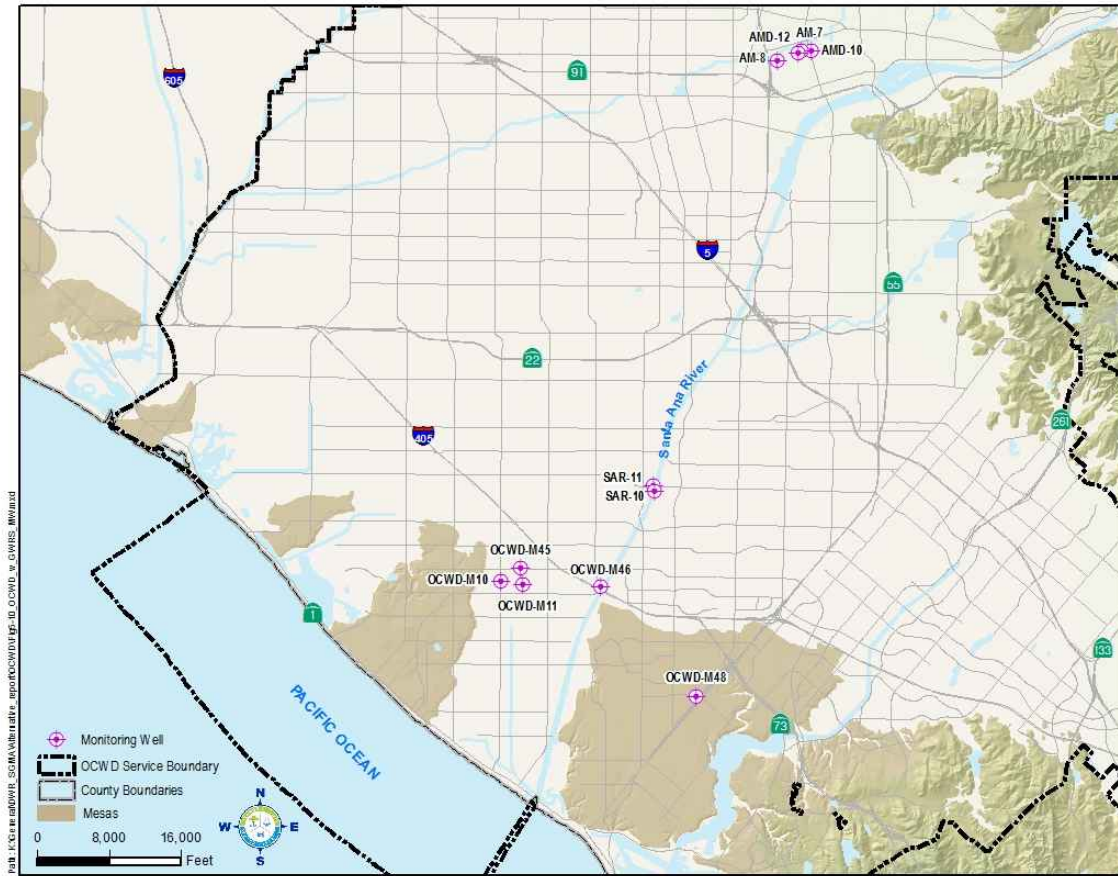 AMD-12
AM-7
AM-8
AMD-10
605
91
5
55
22
Santa Ana River
261
405
SAR-11
SAR-10
OCWD-M45
OCWD-M10
OCWD-M46
OCWD-M11
1
133
OCWD-M48
73
PACIFIC OCEAN
Monitoring Well
OCWD Service Boundary
County Boundaries
Mesas
N
W E
S
0 8,000 16,000
Feet